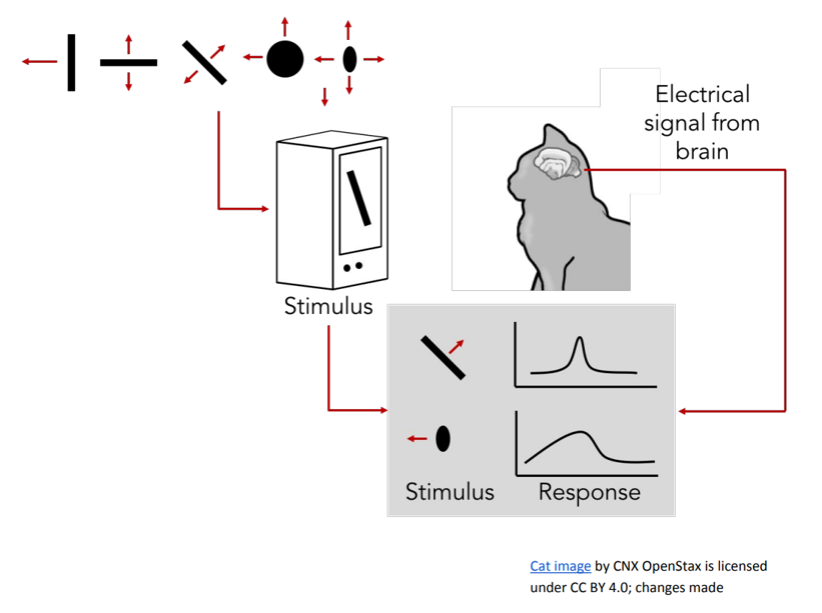 Electrical
signal from
brain
Stimulus
Stimulus
Response
Cat image by CNX OpenStax is licensed
under CC BY 4.0; changes made